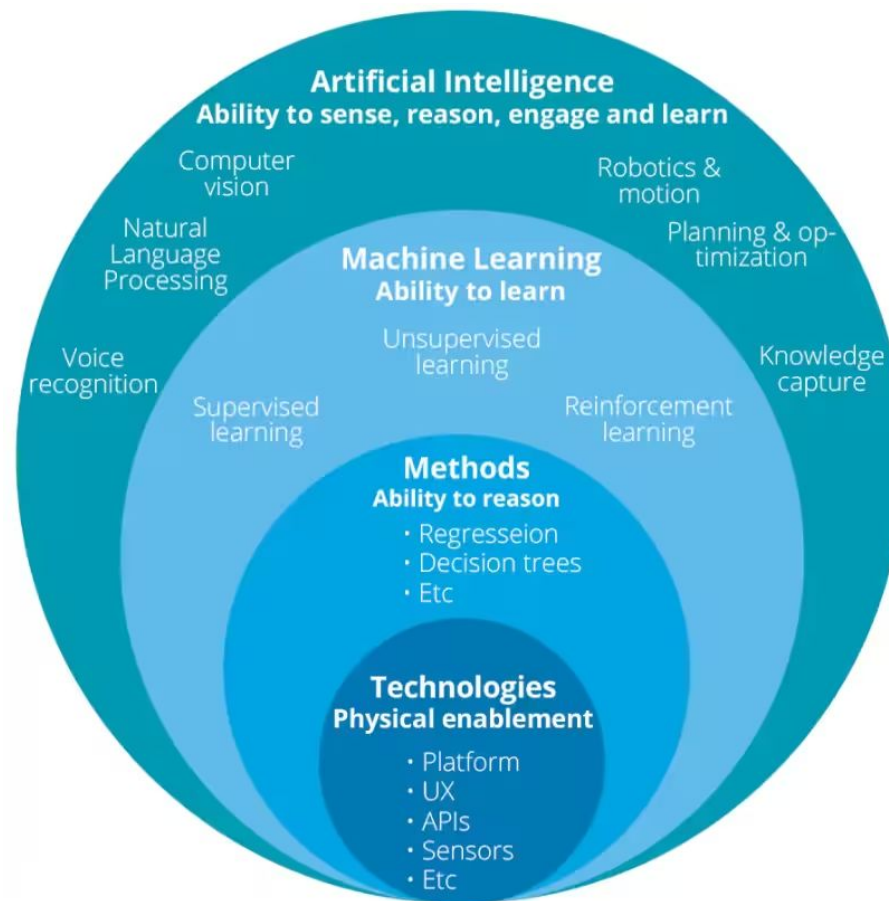 Artificial Intelligence
Ability to sense, reason, engage and learn
Computer
vision
Robotics &
motion
Natural
Language
Processing
Planning & op-
timization
Machine Learning
Ability to learn
Voice
recognition
Unsupervised
learning
Knowledge
capture
Supervised
learning
Reinforcement
learning
Methods
Ability to reason
· Regresseion
· Decision trees
· Etc
Technologies
Physical enablement
· Platform
· UX
· APIs
· Sensors
· Etc